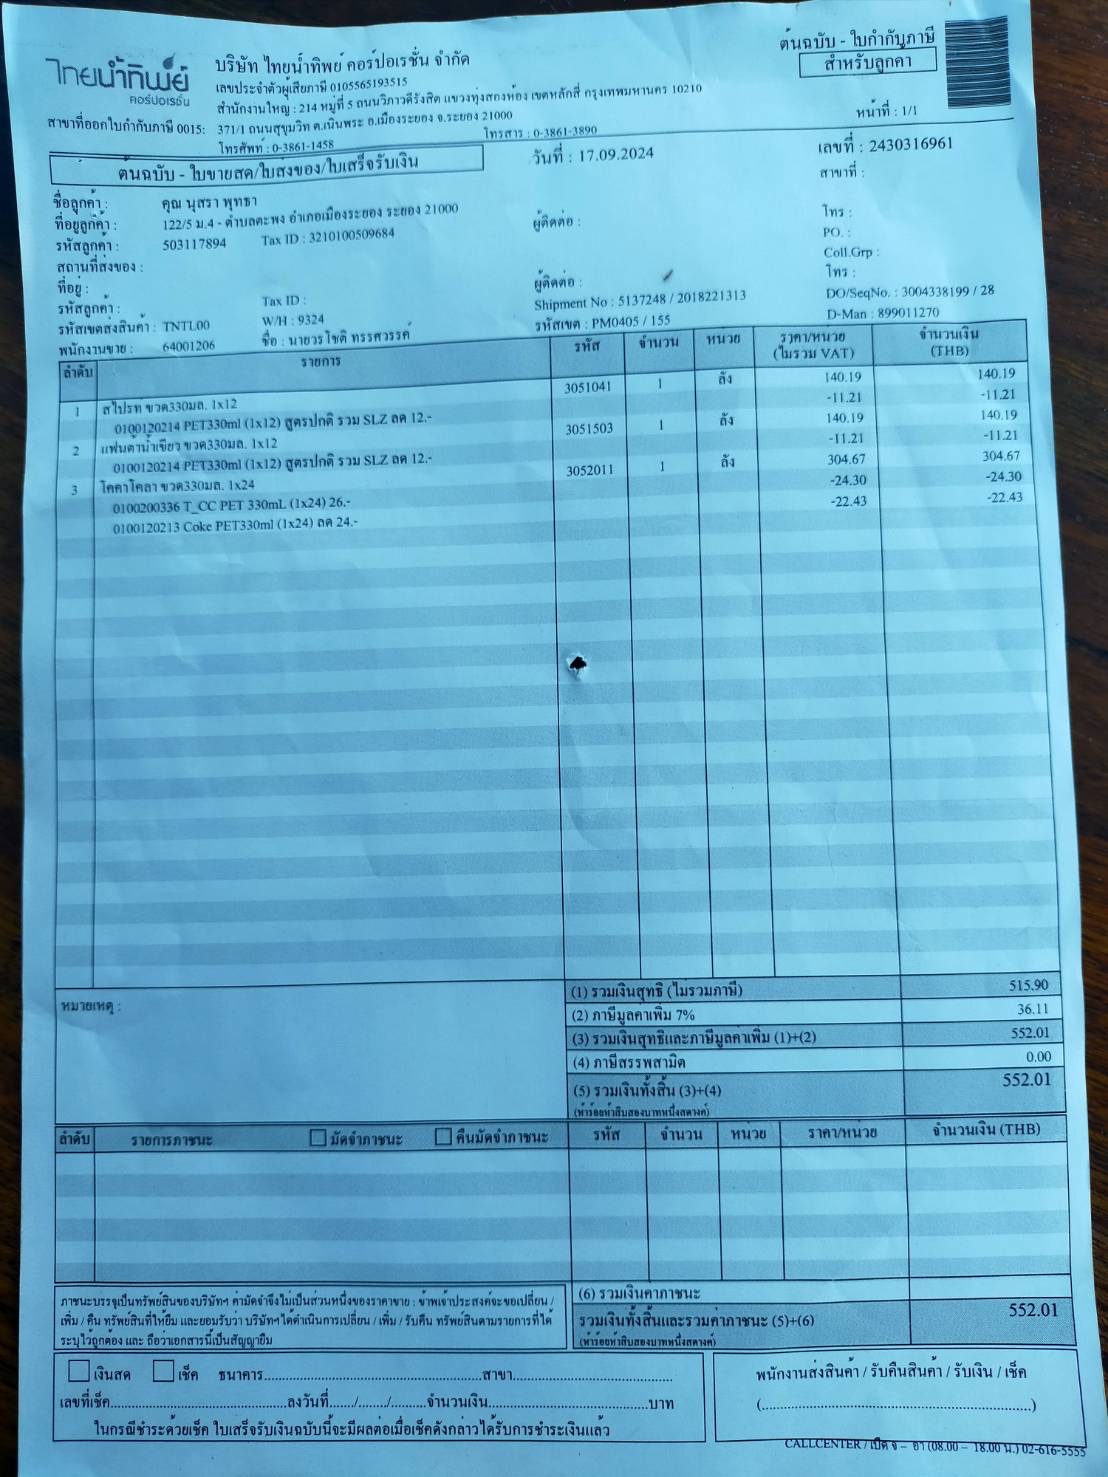 ไทยน้ำทิพย์
คอร์ปอเรชั่น
บริษัท ไทยน้ำทิพย์ คอร์ปอเรชั่น จำกัด
เลขประจำตัวผู้เสียภาษี 0105565193515
สำนักงานใหญ่ : 214 หมู่ที่ 5 ถนนวิภาวดีรังสิต แขวงทุ่งสองห้อง เขตหลักสี่ กรุงเทพมหานคร 10210
สาขาที่ออกใบกำกับภาษี 0015: 371/1 ถนนสุขุมวิท ต.เนินพระ อ.เมืองระยอง จ.ระยอง 21000
โทรศัพท์ : 0-3861-1458 โทรสาร : 0-3861-3890
ต้นฉบับ - ใบกำกับภาษี
สำหรับลูกค้า
หน้าที่ : 1/1
ต้นฉบับ - ใบขายสด/ใบส่งของ/ใบเสร็จรับเงิน
วันที่ : 17.09.2024
เลขที่ : 2430316961
สาขาที่ :
ชื่อลูกค้า : คุณ นุสรา พุทธา
ที่อยู่ลูกค้า : 122/5 ม.4 - ตำบลตะพง อำเภอเมืองระยอง ระยอง 21000
รหัสลูกค้า : 503117894 Tax ID : 3210100509684
ผู้ติดต่อ :
โทร :
PO. :
Coll.Grp :
สถานที่ส่งของ :
ที่อยู่ :
ผู้ติดต่อ :
โทร :
รหัสลูกค้า : Tax ID :
Shipment No : 5137248 / 2018221313
DO/SeqNo. : 3004338199 / 28
รหัสเขตส่งสินค้า : TNTL00 W/H : 9324
รหัสเขต : PM0405 / 155
D-Man : 899011270
พนักงานขาย : 64001206 ชื่อ : นายวรโชติ ทรรศวรรค์
ลำดับ รายการ รหัส จำนวน หน่วย ราคา/หน่วย (ไม่รวม VAT) จำนวนเงิน (THB)
1 สไปรท์ ขวด330มล. 1x12 3051041 1 ลัง 140.19 140.19
0100120214 PET330ml (1x12) สูตรปกติ รวม SLZ ลด 12.- -11.21 -11.21
2 แฟนต้าน้ำเขียว ขวด330มล. 1x12 3051503 1 ลัง 140.19 140.19
0100120214 PET330ml (1x12) สูตรปกติ รวม SLZ ลด 12.- -11.21 -11.21
3 โคคาโคลา ขวด330มล. 1x24 3052011 1 ลัง 304.67 304.67
0100200336 T_CC PET 330mL (1x24) 26.- -24.30 -24.30
0100120213 Coke PET330ml (1x24) ลด 24.- -22.43 -22.43
หมายเหตุ :
(1) รวมเงินสุทธิ (ไม่รวมภาษี) 515.90
(2) ภาษีมูลค่าเพิ่ม 7% 36.11
(3) รวมเงินสุทธิและภาษีมูลค่าเพิ่ม (1)+(2) 552.01
(4) ภาษีสรรพสามิต 0.00
(5) รวมเงินทั้งสิ้น (3)+(4) 552.01
(ห้าร้อยห้าสิบสองบาทหนึ่งสตางค์)
ลำดับ รายการภาชนะ มัดจำภาชนะ คืนมัดจำภาชนะ รหัส จำนวน หน่วย ราคา/หน่วย จำนวนเงิน (THB)
ภาชนะบรรจุเป็นทรัพย์สินของบริษัทฯ ค่ามัดจำจึงไม่เป็นส่วนหนึ่งของราคาขาย : ข้าพเจ้าประสงค์จะขอเปลี่ยน /
เพิ่ม / คืน ทรัพย์สินที่ให้ยืม และยอมรับว่า บริษัทฯได้ดำเนินการเปลี่ยน / เพิ่ม / รับคืน ทรัพย์สินตามรายการที่ได้
ระบุไว้ถูกต้อง และ ถือว่าเอกสารนี้เป็นสัญญายืม
(6) รวมเงินค่าภาชนะ
รวมเงินทั้งสิ้นและรวมค่าภาชนะ (5)+(6) 552.01
(ห้าร้อยห้าสิบสองบาทหนึ่งสตางค์)
เงินสด เช็ค ธนาคาร..........สาขา..........
เลขที่เช็ค..........ลงวันที่....../......../.........จำนวนเงิน..........บาท
ในกรณีชำระด้วยเช็ค ใบเสร็จรับเงินฉบับนี้จะมีผลต่อเมื่อเช็คดังกล่าวได้รับการชำระเงินแล้ว
พนักงานส่งสินค้า / รับคืนสินค้า / รับเงิน / เช็ค
(..........)
CALLCENTER / เปิด จ – อา (08.00 – 18.00 น.) 02-616-5555